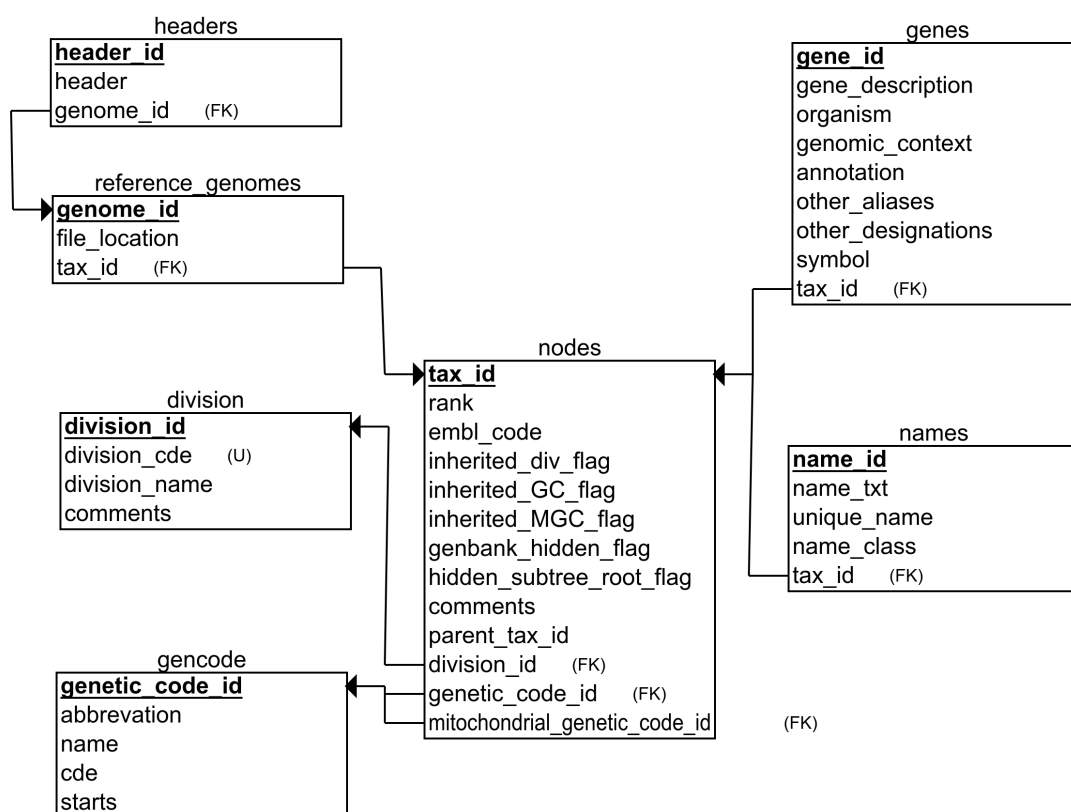 headers
header_id
header
genome_id (FK)
reference_genomes
genome_id
file_location
tax_id (FK)
division
division_id
division_cde (U)
division_name
comments
gencode
genetic_code_id
abbrevation
name
cde
starts
nodes
tax_id
rank
embl_code
inherited_div_flag
inherited_GC_flag
inherited_MGC_flag
genbank_hidden_flag
hidden_subtree_root_flag
comments
parent_tax_id
division_id (FK)
genetic_code_id (FK)
mitochondrial_genetic_code_id (FK)
genes
gene_id
gene_description
organism
genomic_context
annotation
other_aliases
other_designations
symbol
tax_id (FK)
names
name_id
name_txt
unique_name
name_class
tax_id (FK)